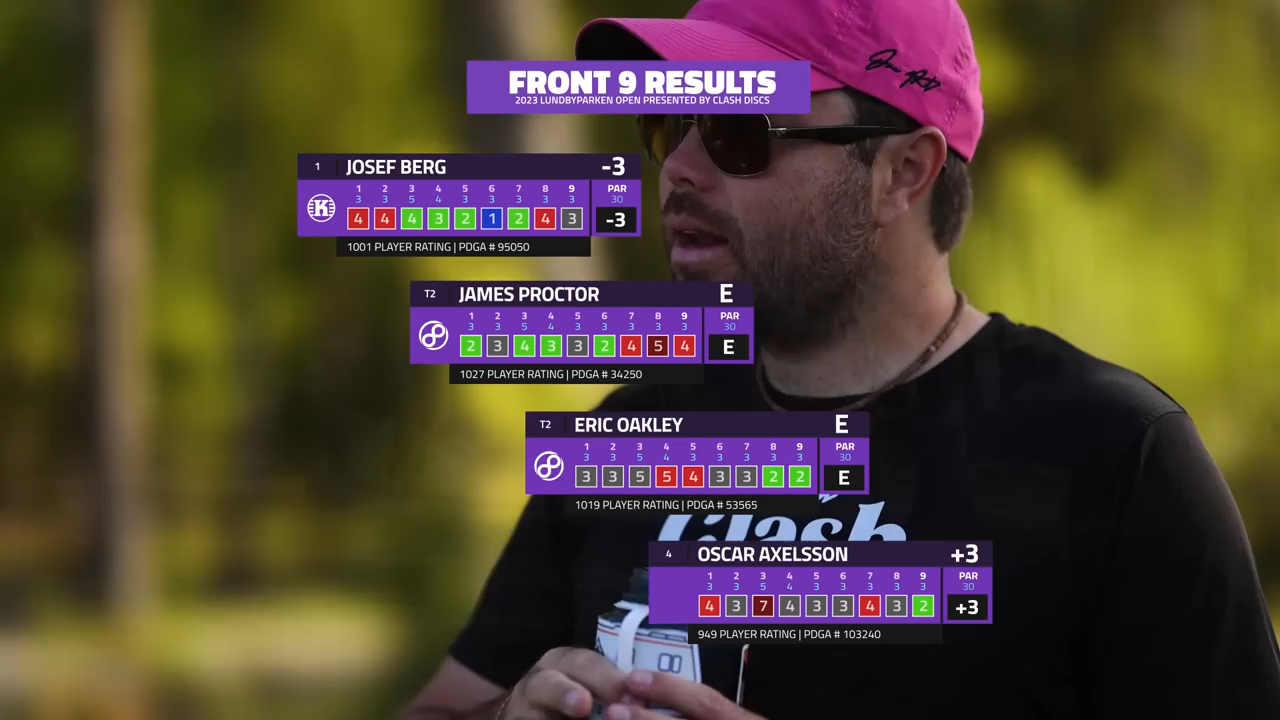 FRONT 9 RESULTS
2023 LUNDBYPARKEN OPEN PRESENTED BY CLASH DISCS
1 JOSEF BERG -3
1 2 3 4 5 6 7 8 9 PAR
3 3 5 4 3 3 3 3 3 30
4 4 4 3 2 1 2 4 3 -3
1001 PLAYER RATING | PDGA # 95050
T2 JAMES PROCTOR E
1 2 3 4 5 6 7 8 9 PAR
3 3 5 4 3 3 3 3 3 30
2 3 4 3 3 2 4 5 4 E
1027 PLAYER RATING | PDGA # 34250
T2 ERIC OAKLEY E
1 2 3 4 5 6 7 8 9 PAR
3 3 5 4 3 3 3 3 3 30
3 3 5 5 4 3 3 2 2 E
1019 PLAYER RATING | PDGA # 53565
Clash
4 OSCAR AXELSSON +3
1 2 3 4 5 6 7 8 9 PAR
3 3 5 4 3 3 3 3 3 30
4 3 7 4 3 3 4 3 2 +3
949 PLAYER RATING | PDGA # 103240